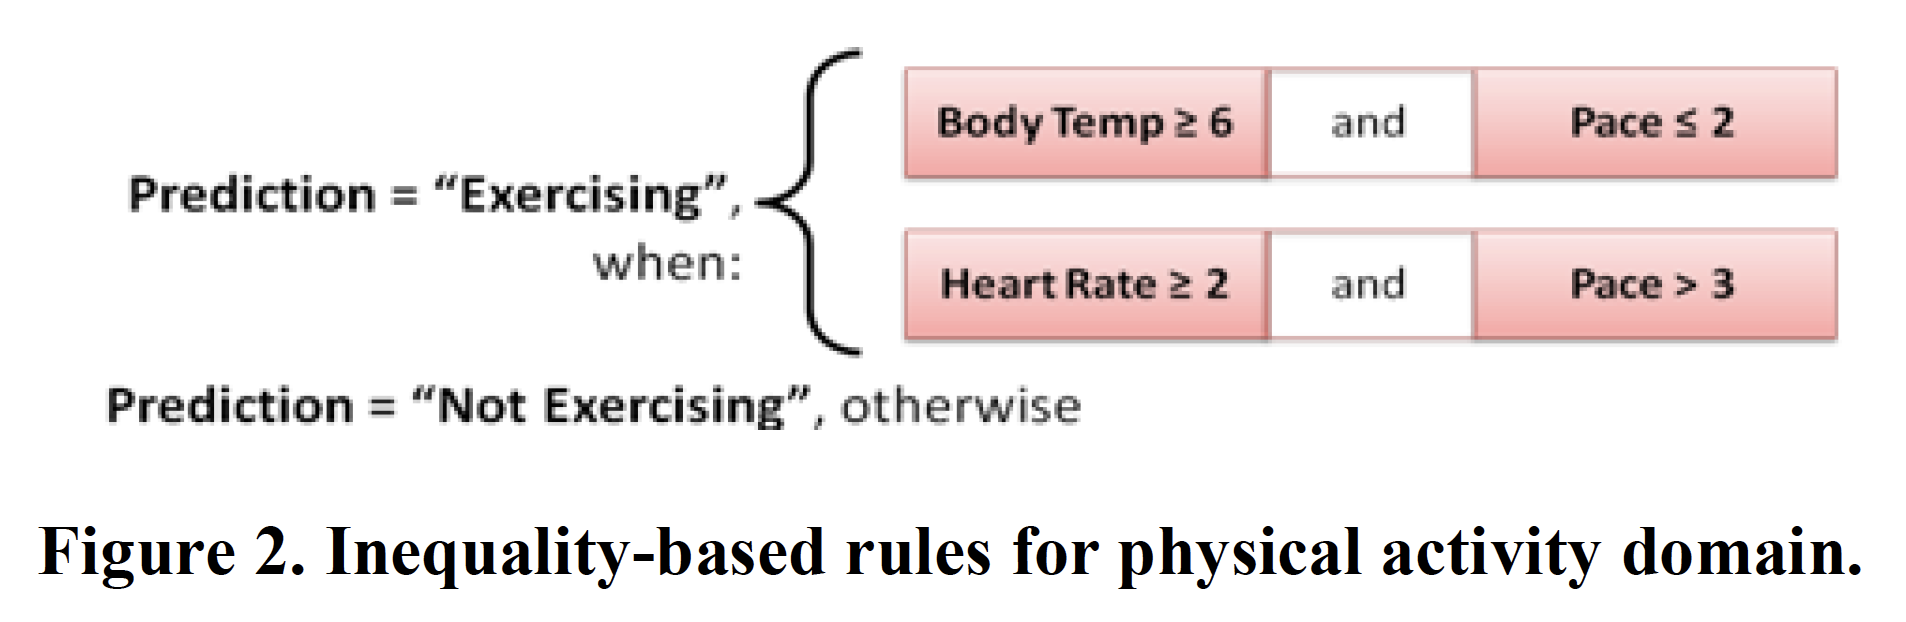 Body Temp ≥ 6 and Pace ≤ 2
Prediction = “Exercising”,
when:
Heart Rate ≥ 2 and Pace > 3
Prediction = “Not Exercising”, otherwise
Figure 2. Inequality-based rules for physical activity domain.